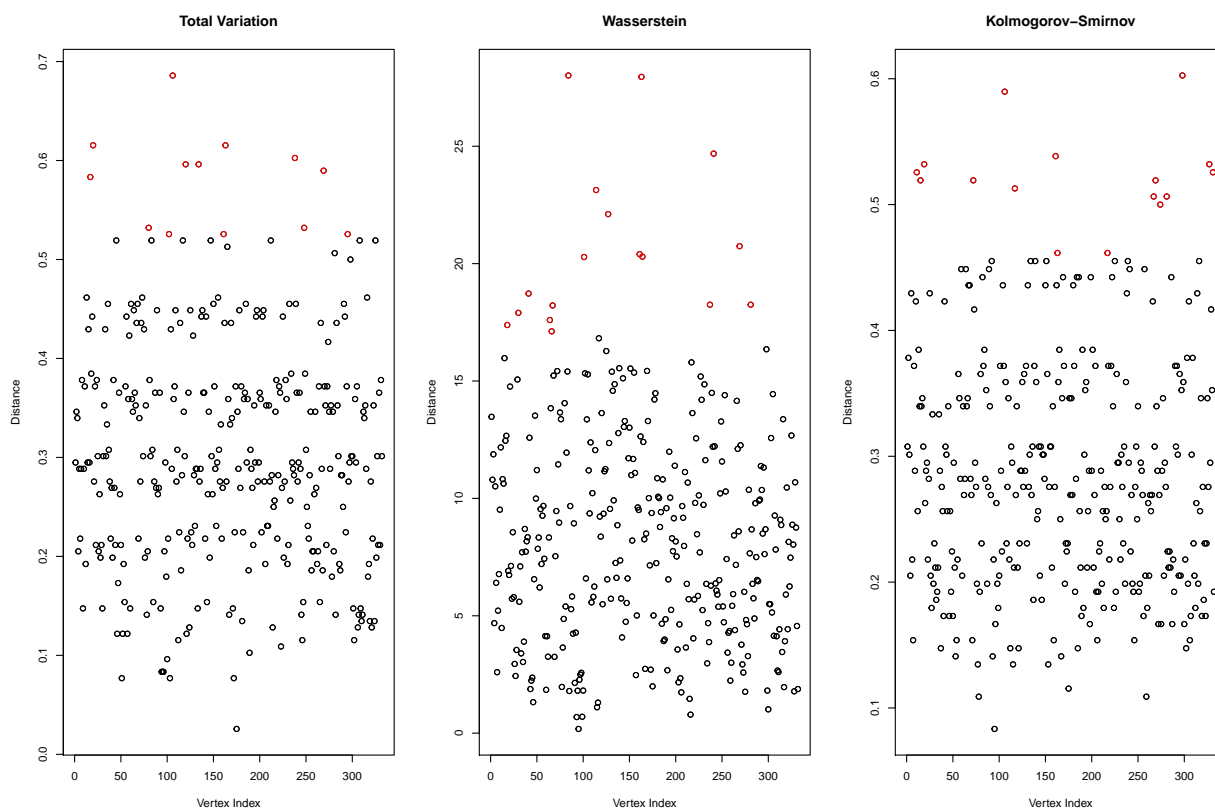 Total Variation
Distance
0.7
0.6
0.5
0.4
0.3
0.2
0.1
0.0
0 50 100 150 200 250 300
Vertex Index
Wasserstein
Distance
25
20
15
10
5
0
0 50 100 150 200 250 300
Vertex Index
Kolmogorov−Smirnov
Distance
0.6
0.5
0.4
0.3
0.2
0.1
0 50 100 150 200 250 300
Vertex Index